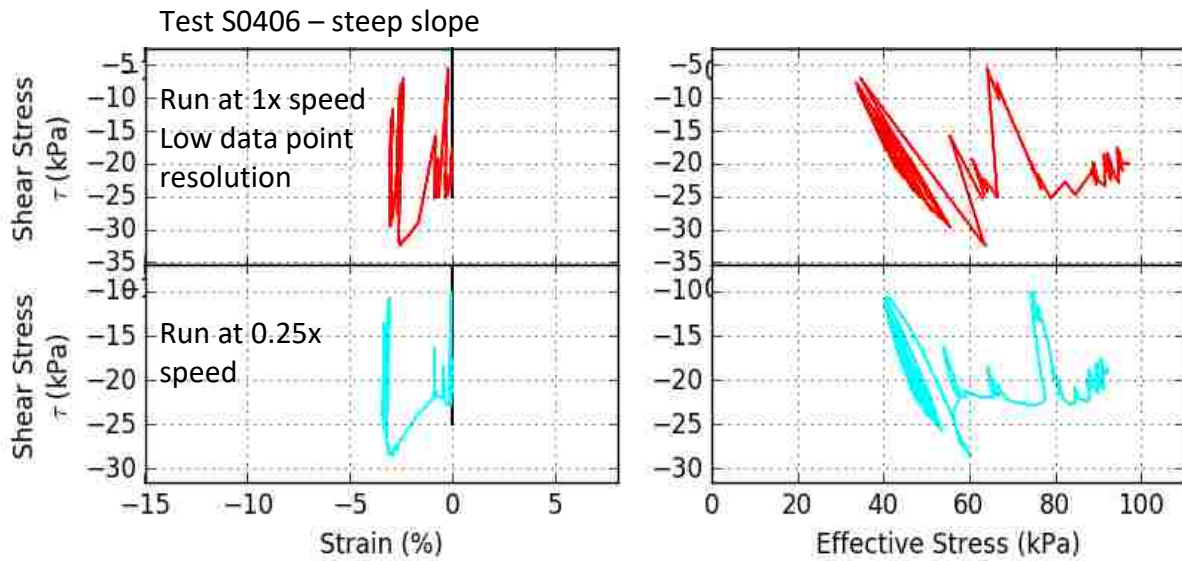 Test S0406 – steep slope
Shear Stress
τ (kPa)
−5
−10
−15
−20
−25
−30
−35
Run at 1x speed
Low data point
resolution
−5
−10
−15
−20
−25
−30
−35
Shear Stress
τ (kPa)
−10
−15
−20
−25
−30
Run at 0.25x
speed
−10
−15
−20
−25
−30
−15 −10 −5 0 5
Strain (%)
0 20 40 60 80 100
Effective Stress (kPa)